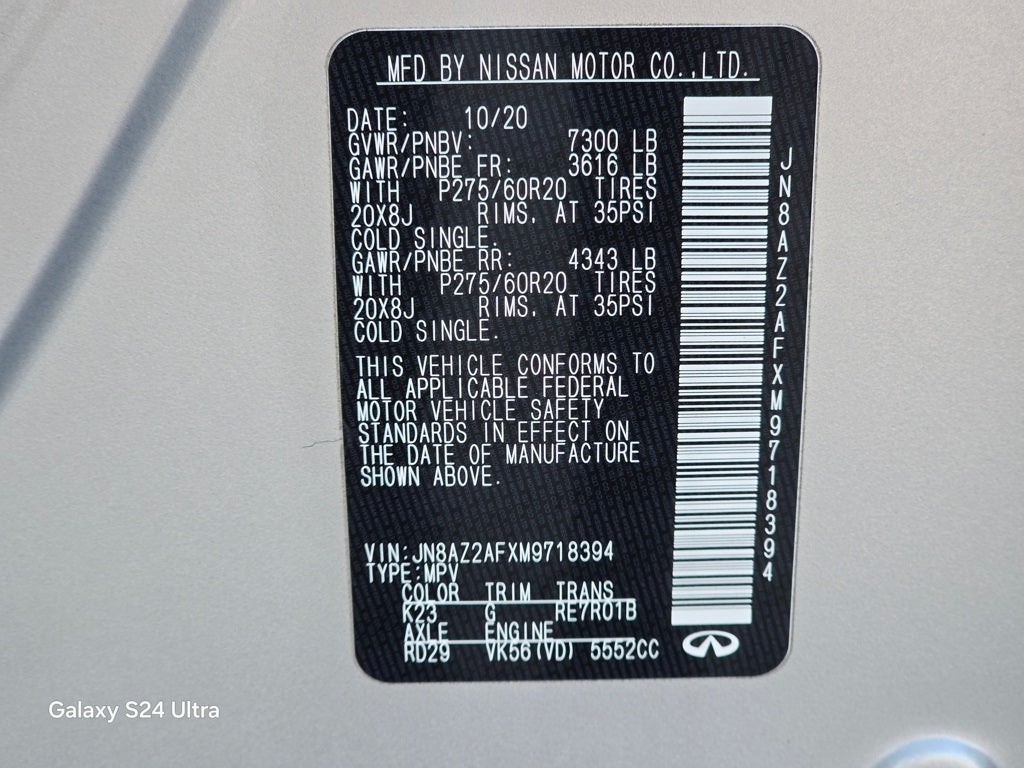 MFD BY NISSAN MOTOR CO.,LTD.
DATE: 10/20
GVWR/PNBV: 7300 LB
GAWR/PNBE FR: 3616 LB
WITH P275/60R20 TIRES
20X8J RIMS, AT 35PSI
COLD SINGLE.
GAWR/PNBE RR: 4343 LB
WITH P275/60R20 TIRES
20X8J RIMS, AT 35PSI
COLD SINGLE.
THIS VEHICLE CONFORMS TO
ALL APPLICABLE FEDERAL
MOTOR VEHICLE SAFETY
STANDARDS IN EFFECT ON
THE DATE OF MANUFACTURE
SHOWN ABOVE.
VIN:JN8AZ2AFXM9718394
TYPE:MPV
COLOR TRIM TRANS
K23 G RE7R01B
AXLE ENGINE
RD29 VK56(VD) 5552CC
JN8AZ2AFXM9718394
Galaxy S24 Ultra